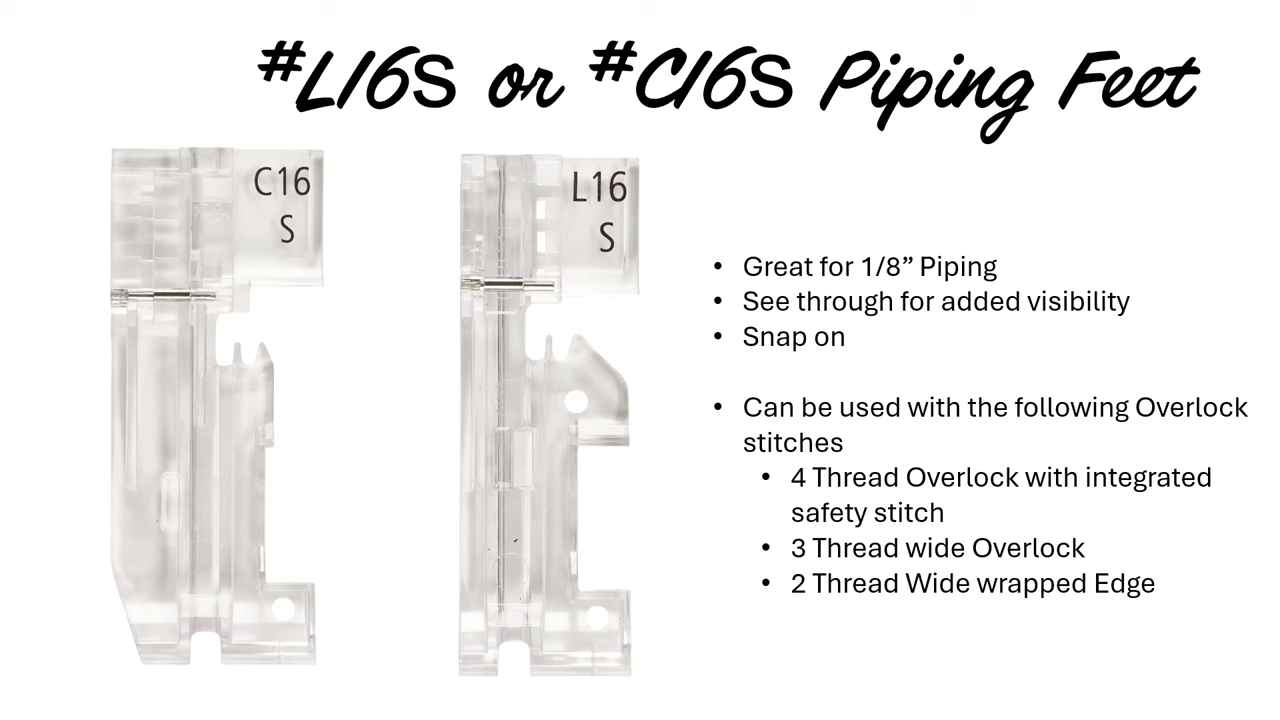 #L16S or #C16S Piping Feet
C16
S
L16
S
• Great for 1/8” Piping
• See through for added visibility
• Snap on
• Can be used with the following Overlock
stitches
• 4 Thread Overlock with integrated
safety stitch
• 3 Thread wide Overlock
• 2 Thread Wide wrapped Edge